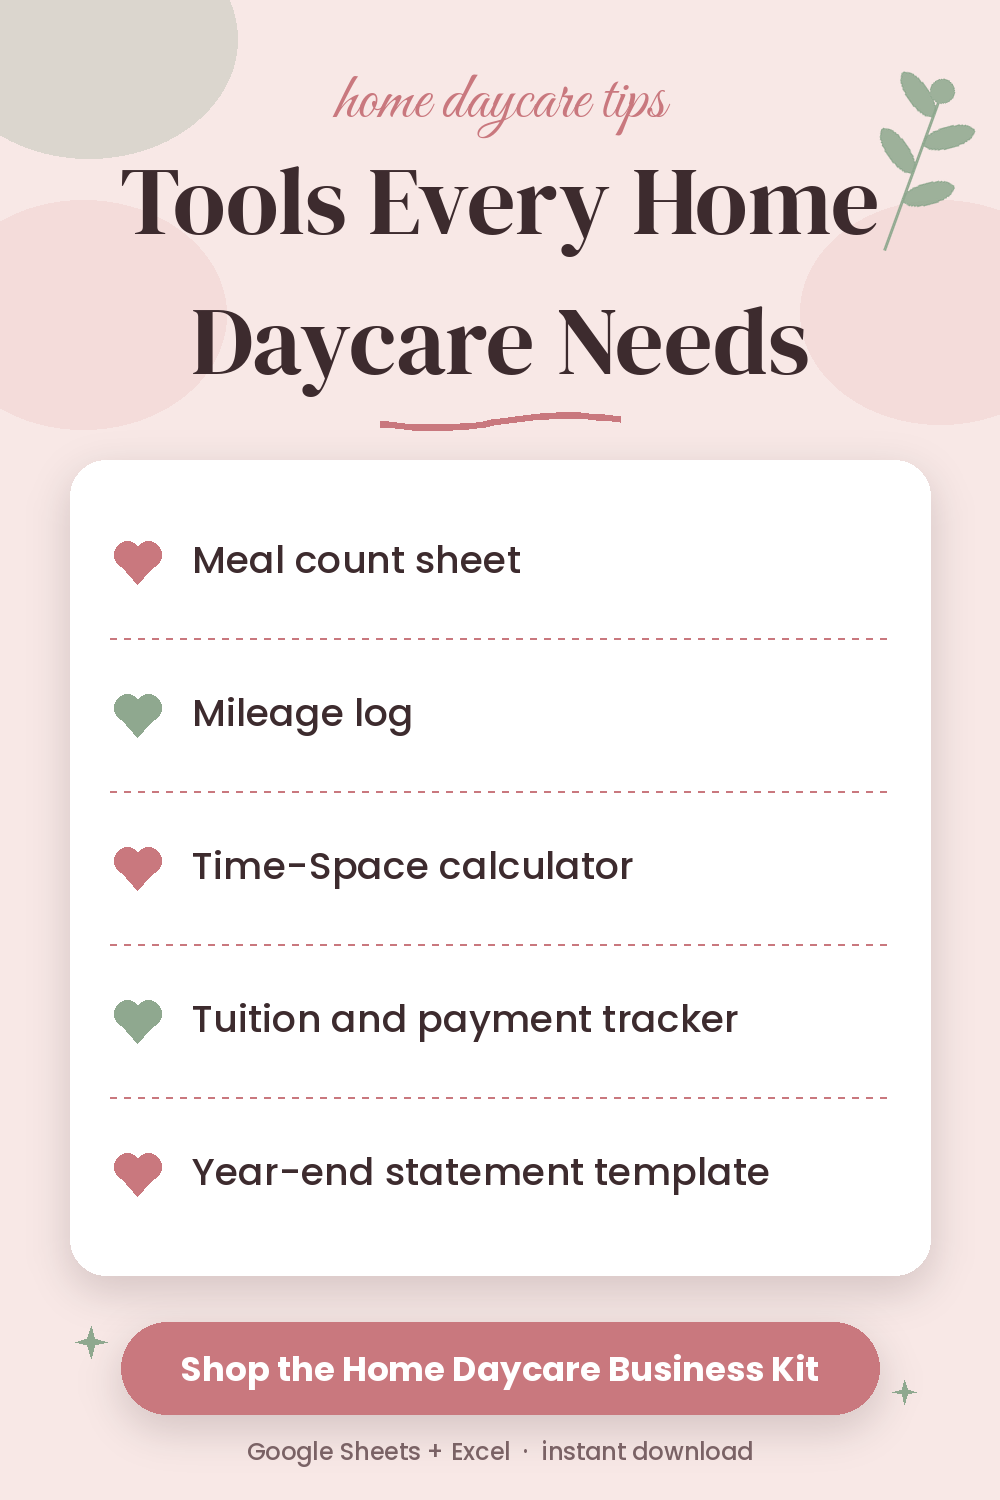 home daycare tips
Tools Every Home
Daycare Needs
Meal count sheet
Mileage log
Time-Space calculator
Tuition and payment tracker
Year-end statement template
Shop the Home Daycare Business Kit
Google Sheets + Excel · instant download